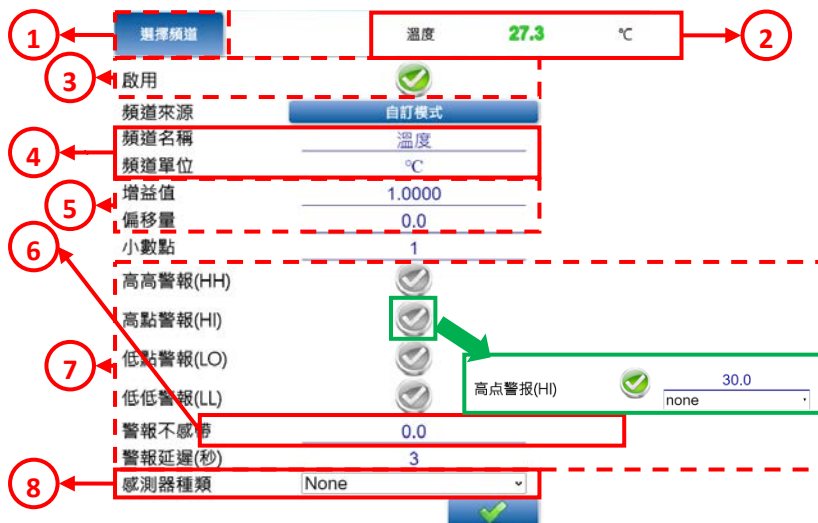 1 選擇頻道 溫度 27.3 ℃ 2
3 啟用
頻道來源 自訂模式
4 頻道名稱 溫度
頻道單位 ℃
5 增益值 1.0000
偏移量 0.0
6 小數點 1
高高警報(HH)
高點警報(HI)
7 低點警報(LO)
高点警报(HI) 30.0
none
低低警報(LL)
警報不感帶 0.0
警報延遲(秒) 3
8 感測器種類 None